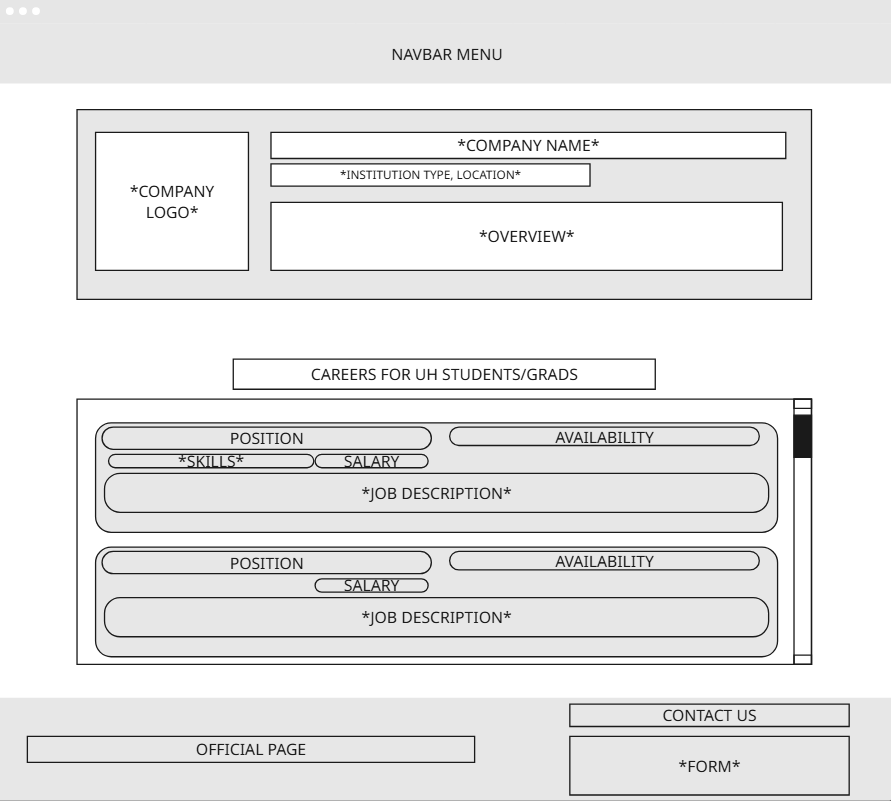 NAVBAR MENU
*COMPANY
LOGO*
*COMPANY NAME*
*INSTITUTION TYPE, LOCATION*
*OVERVIEW*
CAREERS FOR UH STUDENTS/GRADS
POSITION
AVAILABILITY
*SKILLS*
SALARY
*JOB DESCRIPTION*
POSITION
AVAILABILITY
SALARY
*JOB DESCRIPTION*
OFFICIAL PAGE
CONTACT US
*FORM*